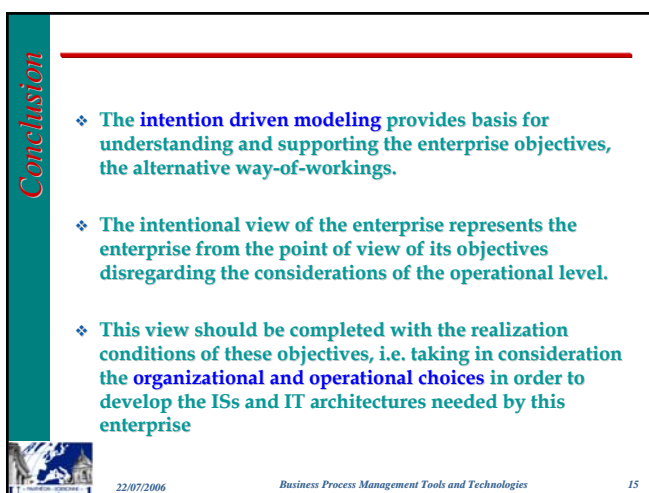 Conclusion
❖ The intention driven modeling provides basis for
understanding and supporting the enterprise objectives,
the alternative way-of-workings.
❖ The intentional view of the enterprise represents the
enterprise from the point of view of its objectives
disregarding the considerations of the operational level.
❖ This view should be completed with the realization
conditions of these objectives, i.e. taking in consideration
the organizational and operational choices in order to
develop the ISs and IT architectures needed by this
enterprise
22/07/2006 Business Process Management Tools and Technologies 15